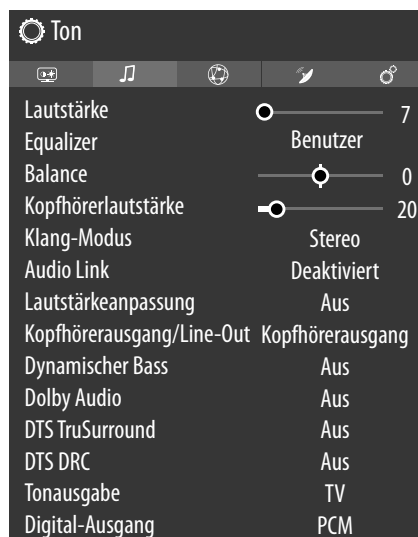 Ton
Lautstärke 7
Equalizer Benutzer
Balance 0
Kopfhörerlautstärke 20
Klang-Modus Stereo
Audio Link Deaktiviert
Lautstärkeanpassung Aus
Kopfhörerausgang/Line-Out Kopfhörerausgang
Dynamischer Bass Aus
Dolby Audio Aus
DTS TruSurround Aus
DTS DRC Aus
Tonausgabe TV
Digital-Ausgang PCM